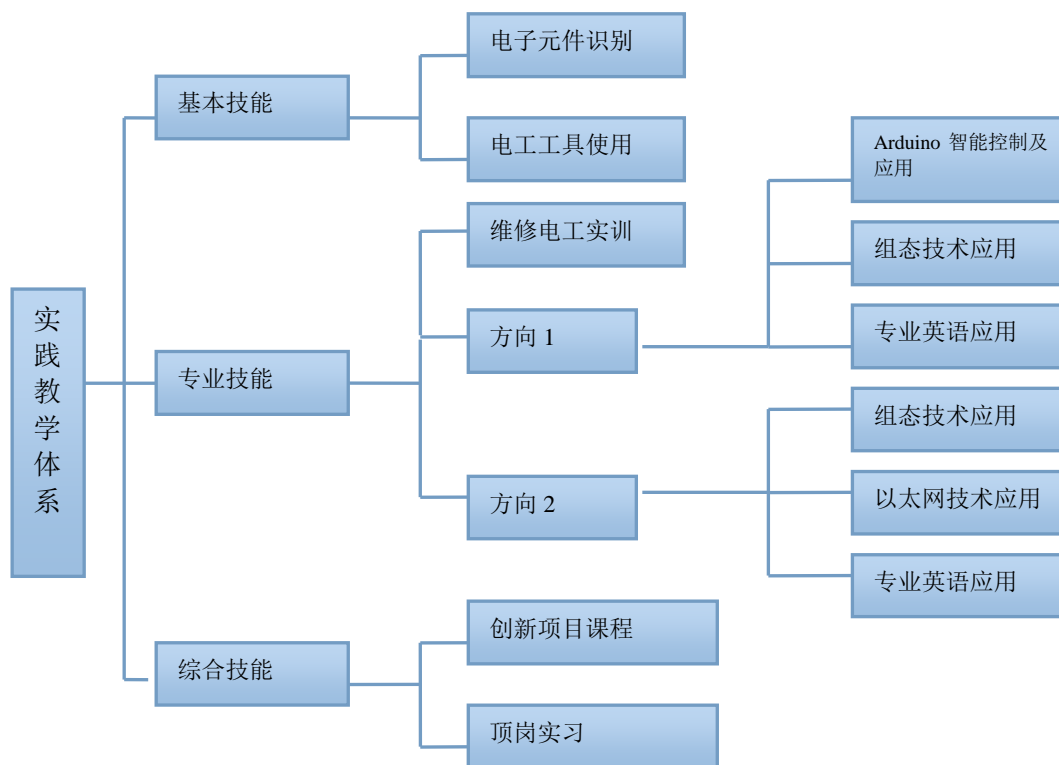 实践教学体系
基本技能
电子元件识别
电工工具使用
专业技能
维修电工实训
方向 1
Arduino 智能控制及
应用
组态技术应用
专业英语应用
方向 2
组态技术应用
以太网技术应用
专业英语应用
综合技能
创新项目课程
顶岗实习